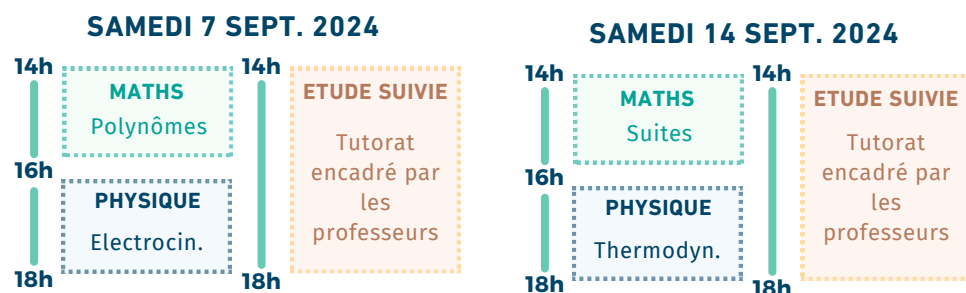 SAMEDI 7 SEPT. 2024
14h
MATHS
Polynômes
16h
PHYSIQUE
Electrocin.
18h
14h
ETUDE SUIVIE
Tutorat
encadré par
les
professeurs
18h
SAMEDI 14 SEPT. 2024
14h
MATHS
Suites
16h
PHYSIQUE
Thermodyn.
18h
14h
ETUDE SUIVIE
Tutorat
encadré par
les
professeurs
18h